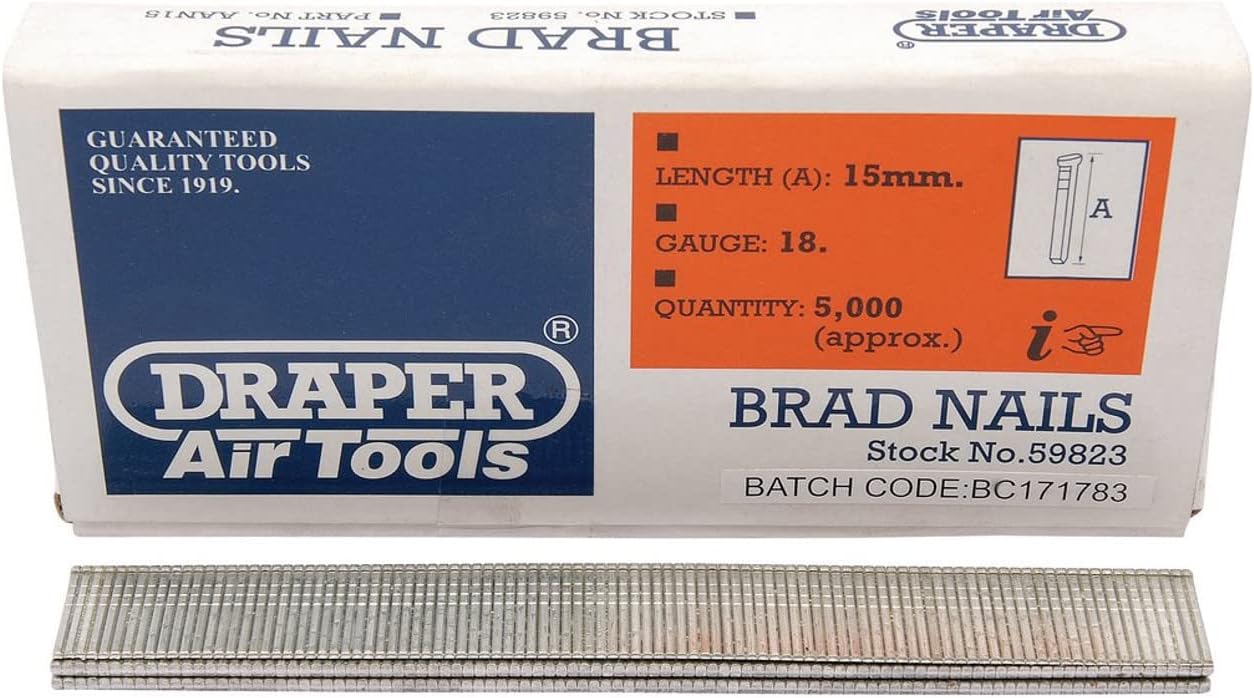 ■ PART No. AAN15 ■ STOCK No. 59823
BRAD NAILS
DRAPER
Air Tools
®
GUARANTEED
QUALITY TOOLS
SINCE 1919.
®
DRAPER
Air Tools
■
LENGTH (A): 15mm.
■
GAUGE: 18.
■
QUANTITY: 5,000
(approx.)
A
i
BRAD NAILS
Stock No.59823
BATCH CODE:BC171783